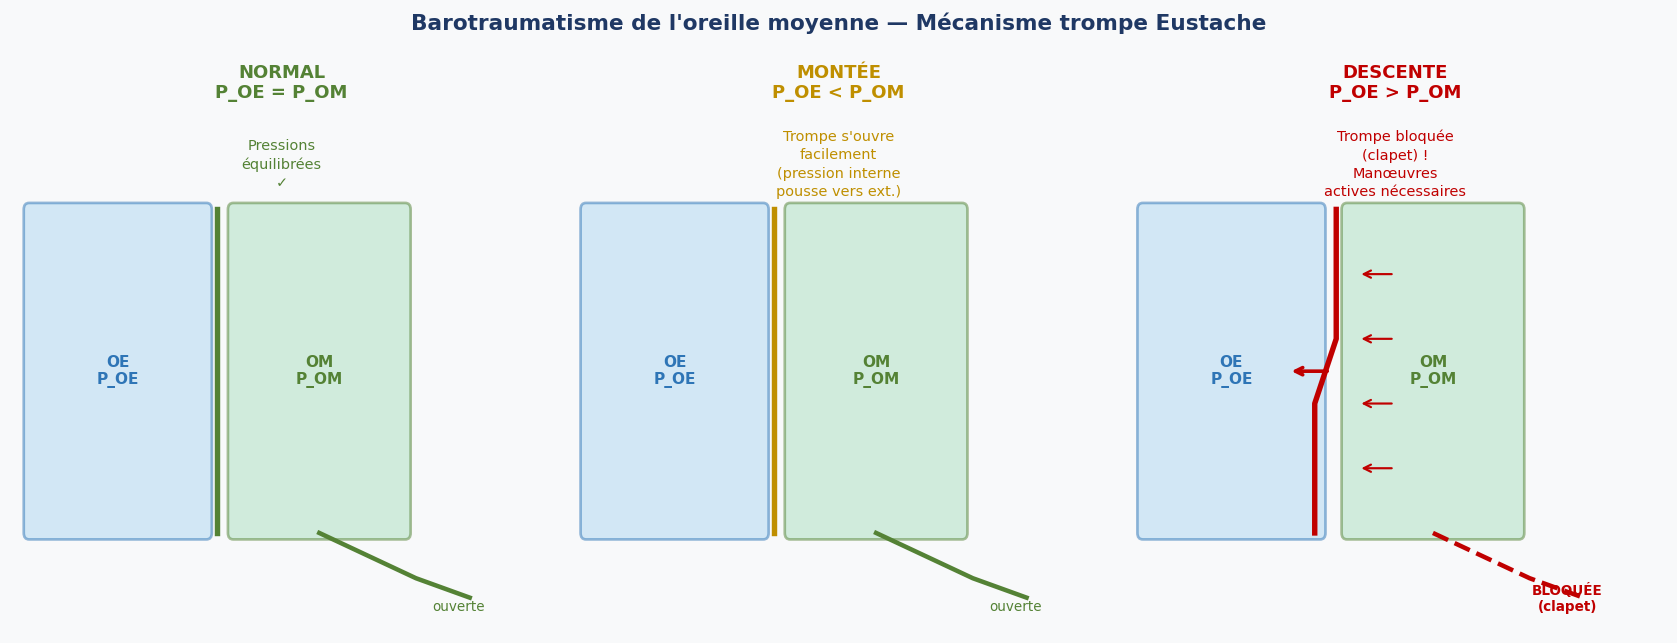 Barotraumatisme de l'oreille moyenne — Mécanisme trompe Eustache
NORMAL
P_OE = P_OM
Pressions
équilibrées
✓
OE
P_OE
OM
P_OM
ouverte
MONTÉE
P_OE < P_OM
Trompe s'ouvre
facilement
(pression interne
pousse vers ext.)
OE
P_OE
OM
P_OM
ouverte
DESCENTE
P_OE > P_OM
Trompe bloquée
(clapet) !
Manœuvres
actives nécessaires
OE
P_OE
OM
P_OM
BLOQUÉE
(clapet)